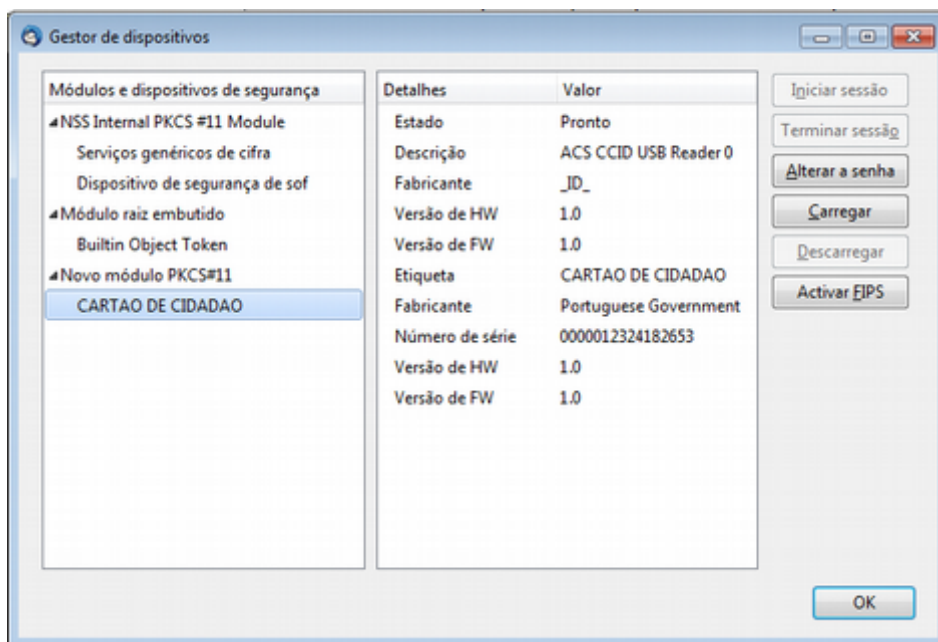 Gestor de dispositivos
Módulos e dispositivos de segurança
NSS Internal PKCS #11 Module
Serviços genéricos de cifra
Dispositivo de segurança de sof
Módulo raiz embutido
Builtin Object Token
Novo módulo PKCS#11
CARTAO DE CIDADAO
Detalhes Valor
Estado Pronto
Descrição ACS CCID USB Reader 0
Fabricante _ID_
Versão de HW 1.0
Versão de FW 1.0
Etiqueta CARTAO DE CIDADAO
Fabricante Portuguese Government
Número de série 0000012324182653
Versão de HW 1.0
Versão de FW 1.0
Iniciar sessão
Terminar sessão
Alterar a senha
Carregar
Descarregar
Activar FIPS
OK